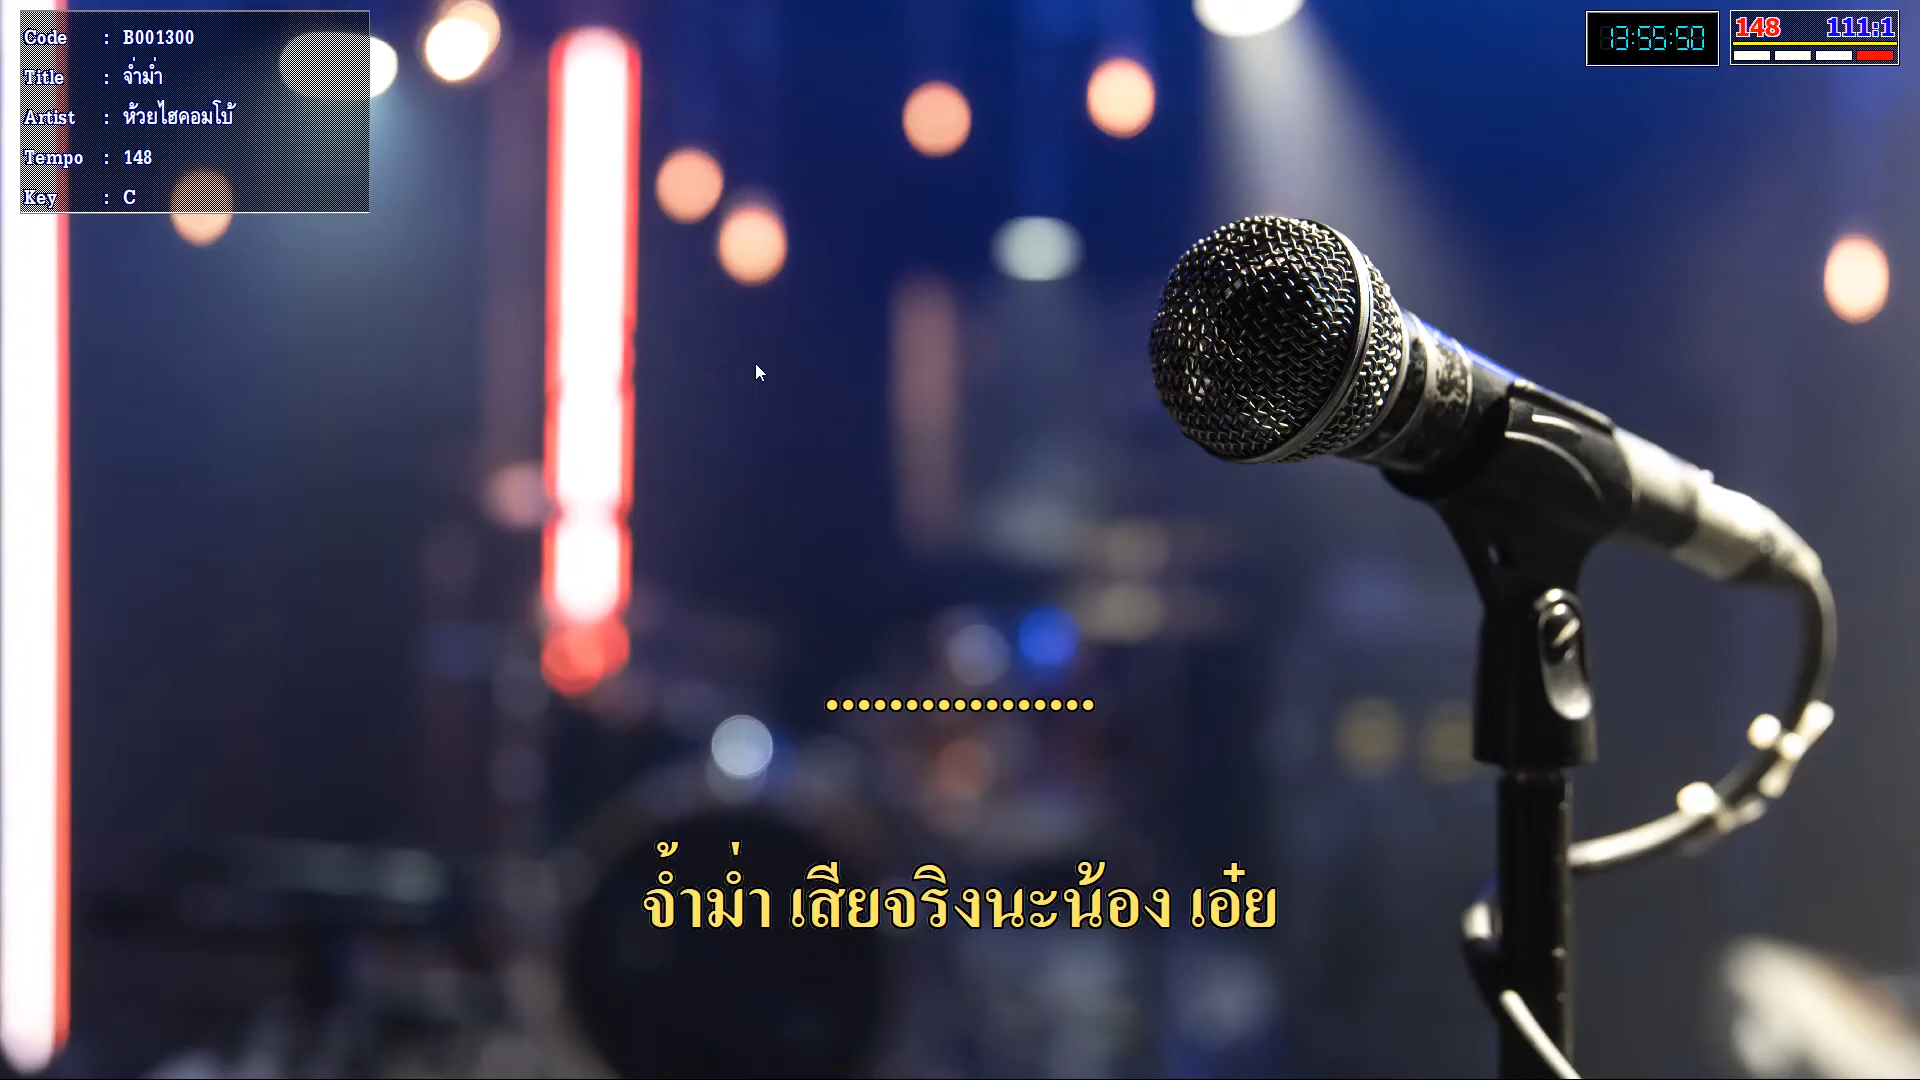 Code : B001300
Title : จ้ำม่ำ
Artist : ห้วยไฮคอมโบ้
Tempo : 148
Key : C
13:55:50
148 111:1
................. 
จ้ำม่ำ เสียจริงนะน้อง เอ๋ย